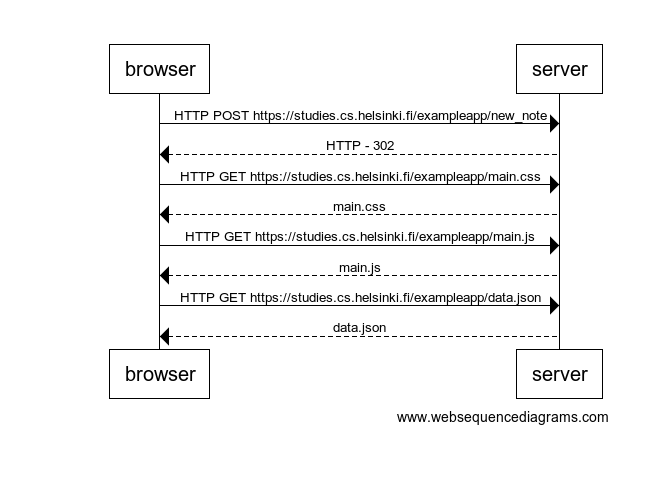 browser server
HTTP POST https://studies.cs.helsinki.fi/exampleapp/new_note
HTTP - 302
HTTP GET https://studies.cs.helsinki.fi/exampleapp/main.css
main.css
HTTP GET https://studies.cs.helsinki.fi/exampleapp/main.js
main.js
HTTP GET https://studies.cs.helsinki.fi/exampleapp/data.json
data.json
browser server
www.websequencediagrams.com